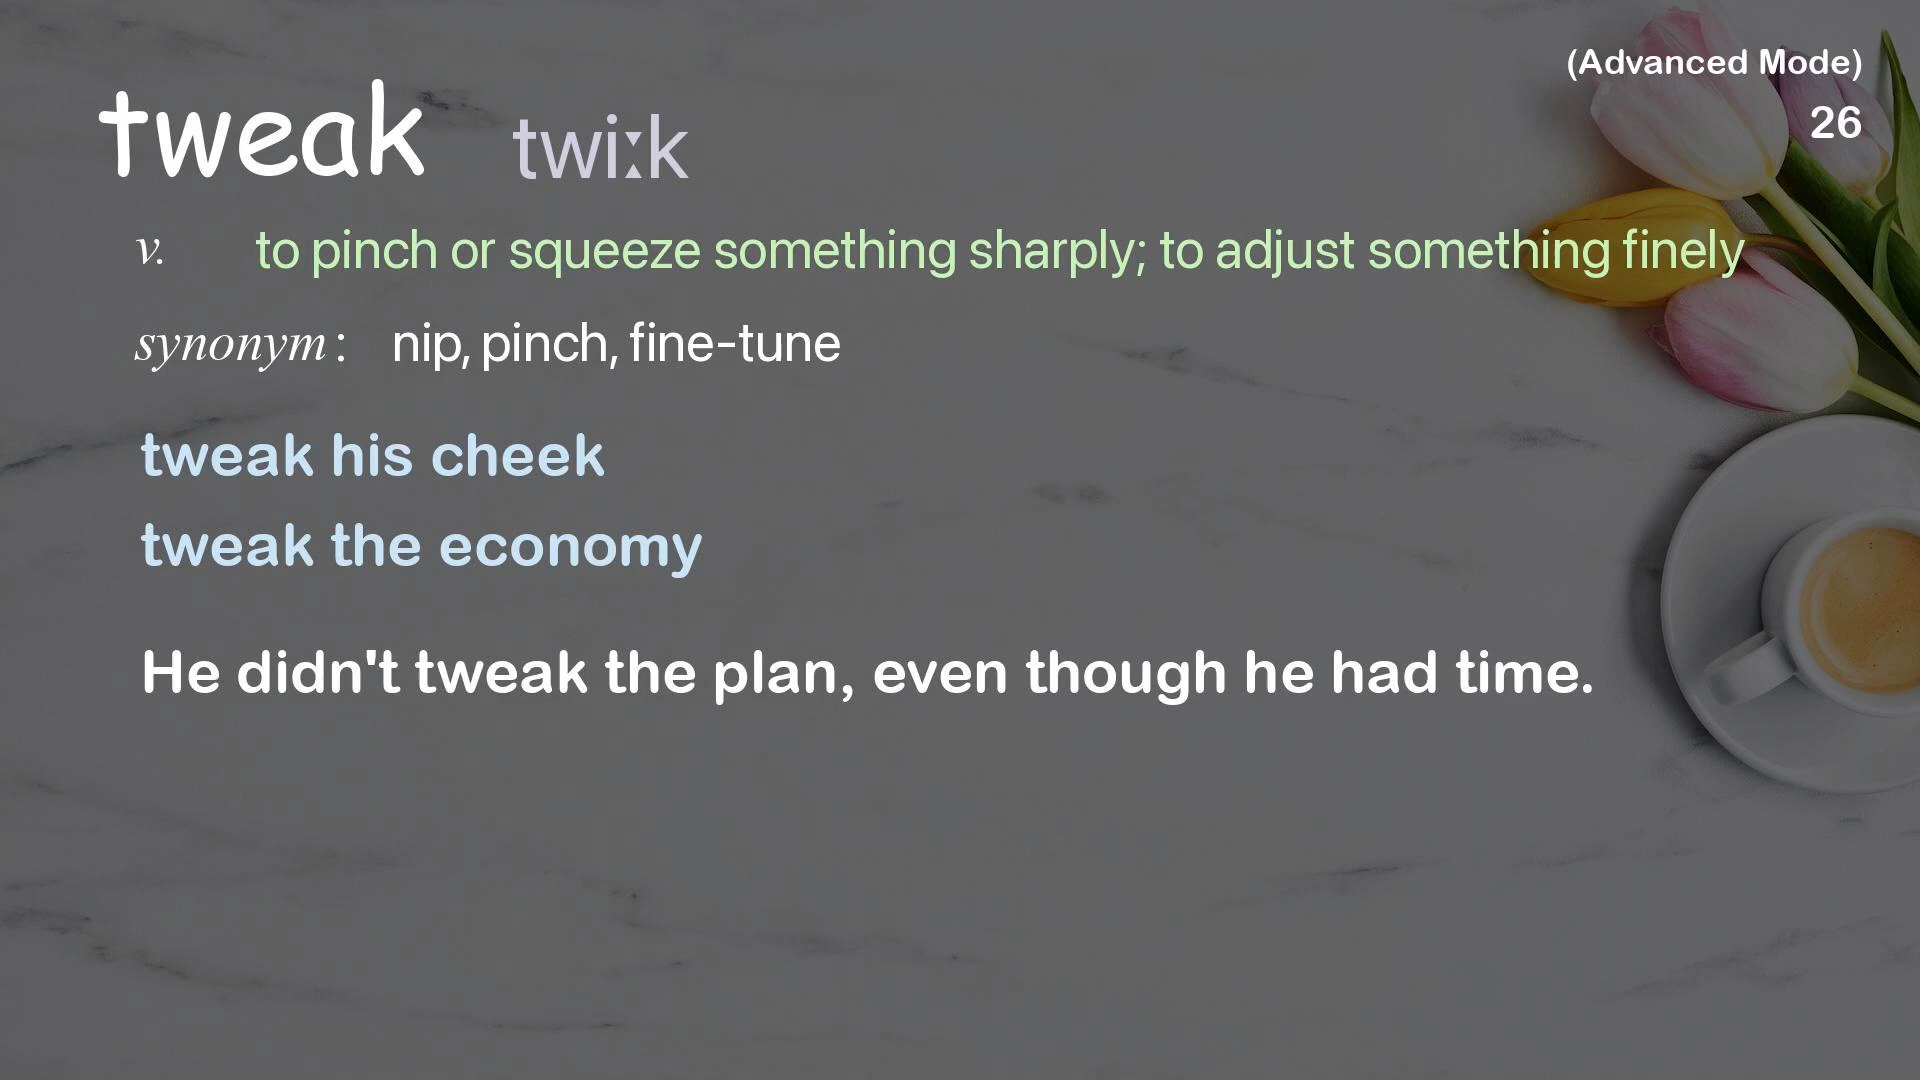 (Advanced Mode)
26
tweak twiːk
v. to pinch or squeeze something sharply; to adjust something finely
synonym : nip, pinch, fine-tune
tweak his cheek
tweak the economy
He didn't tweak the plan, even though he had time.